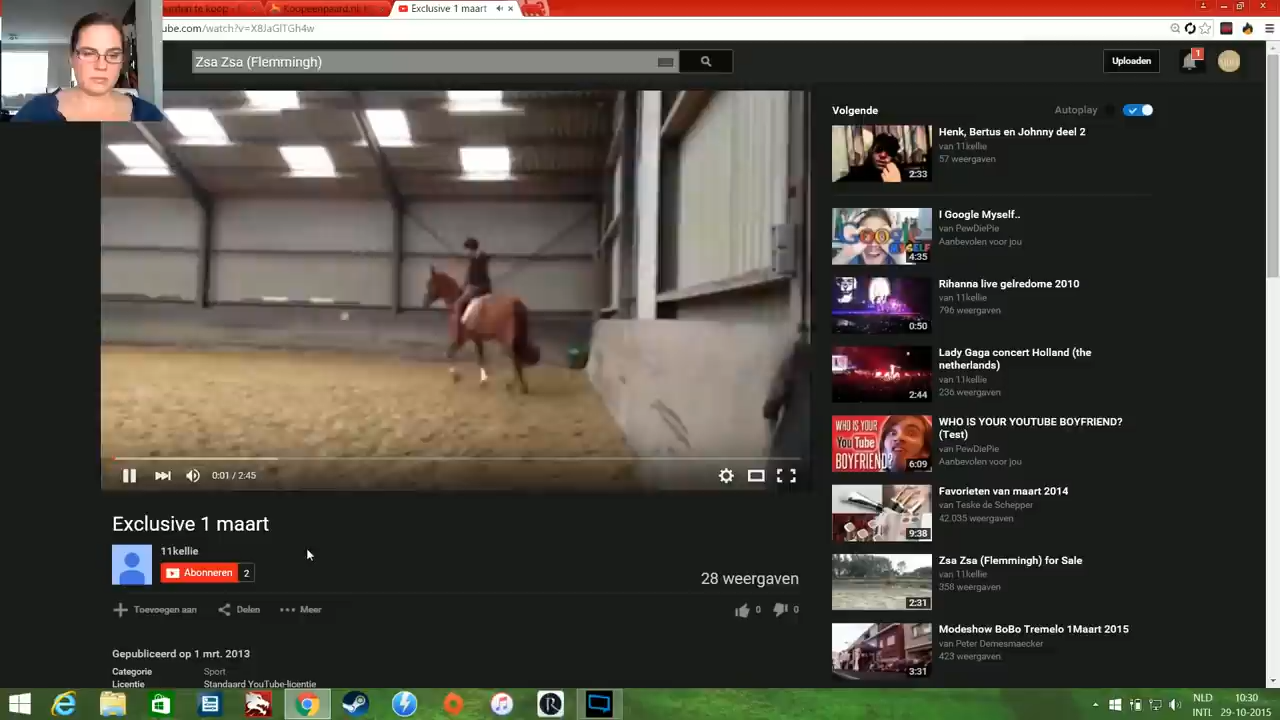 Koopeenpaard.nl
Exclusive 1 maart
ube.com/watch?v=X8JaGlTGh4w
Zsa Zsa (Flemmingh)
Uploaden
1
0:01 / 2:45
Exclusive 1 maart
11kellie
Abonneren 2
28 weergaven
Toevoegen aan
Delen
Meer
0
0
Gepubliceerd op 1 mrt. 2013
Categorie Sport
Licentie Standaard YouTube-licentie
Volgende
Autoplay
Henk, Bertus en Johnny deel 2
van 11kellie
57 weergaven
2:33
I Google Myself..
van PewDiePie
Aanbevolen voor jou
4:35
Rihanna live gelredome 2010
van 11kellie
796 weergaven
0:50
Lady Gaga concert Holland (the
netherlands)
van 11kellie
236 weergaven
2:44
WHO IS YOUR YOUTUBE BOYFRIEND?
(Test)
van PewDiePie
Aanbevolen voor jou
WHO IS YOUR
YouTube
BOYFRIEND?
6:09
Favorieten van maart 2014
van Teske de Schepper
42.035 weergaven
9:38
Zsa Zsa (Flemmingh) for Sale
van 11kellie
358 weergaven
2:31
Modeshow BoBo Tremelo 1Maart 2015
van Peter Demesmaecker
423 weergaven
3:31
NLD
INTL
10:30
29-10-2015